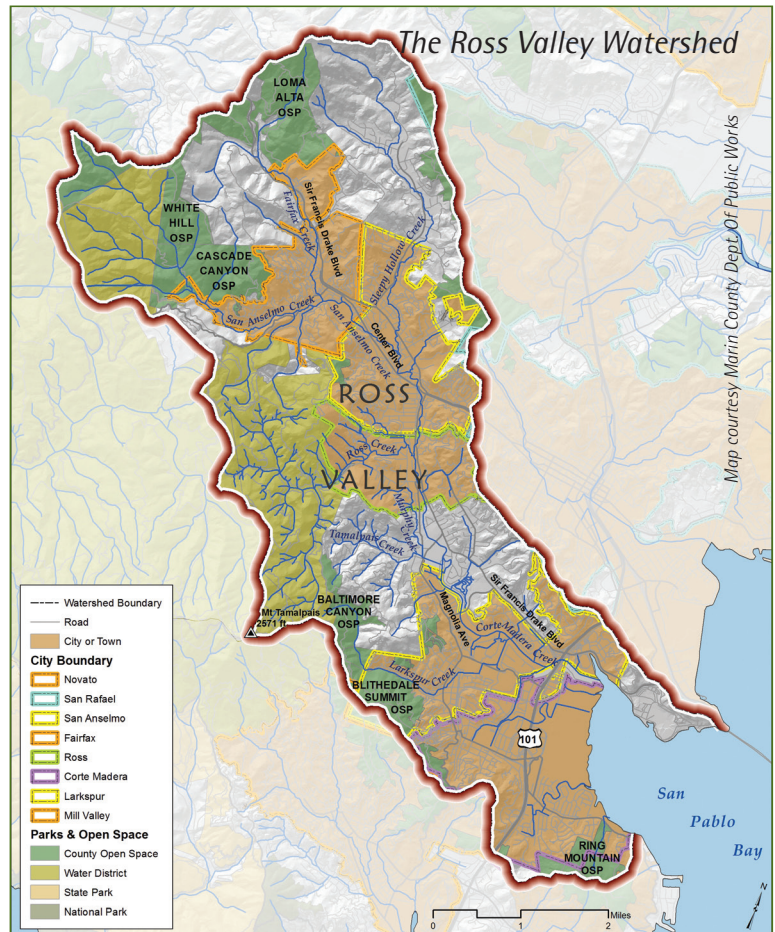 The Ross Valley Watershed
Map courtesy Marin County Dept. Of Public Works
LOMA
ALTA
OSP
WHITE
HILL
OSP
CASCADE
CANYON
OSP
Fairfax Creek
Sir Francis Drake Blvd
Sleepy Hollow Creek
San Anselmo Creek
San Anselmo Creek
Center Blvd
ROSS
Ross Creek
VALLEY
Murphy Creek
Tamalpais Creek
BALTIMORE
CANYON
OSP
Mt Tamalpais
2571 ft
Magnolia Ave
Sir Francis Drake Blvd
Corte Madera Creek
Larkspur Creek
BLITHEDALE
SUMMIT
OSP
101
San
Pablo
Bay
RING
MOUNTAIN
OSP
Watershed Boundary
Road
City or Town
City Boundary
Novato
San Rafael
San Anselmo
Fairfax
Ross
Corte Madera
Larkspur
Mill Valley
Parks & Open Space
County Open Space
Water District
State Park
National Park
0 1 2 Miles
N